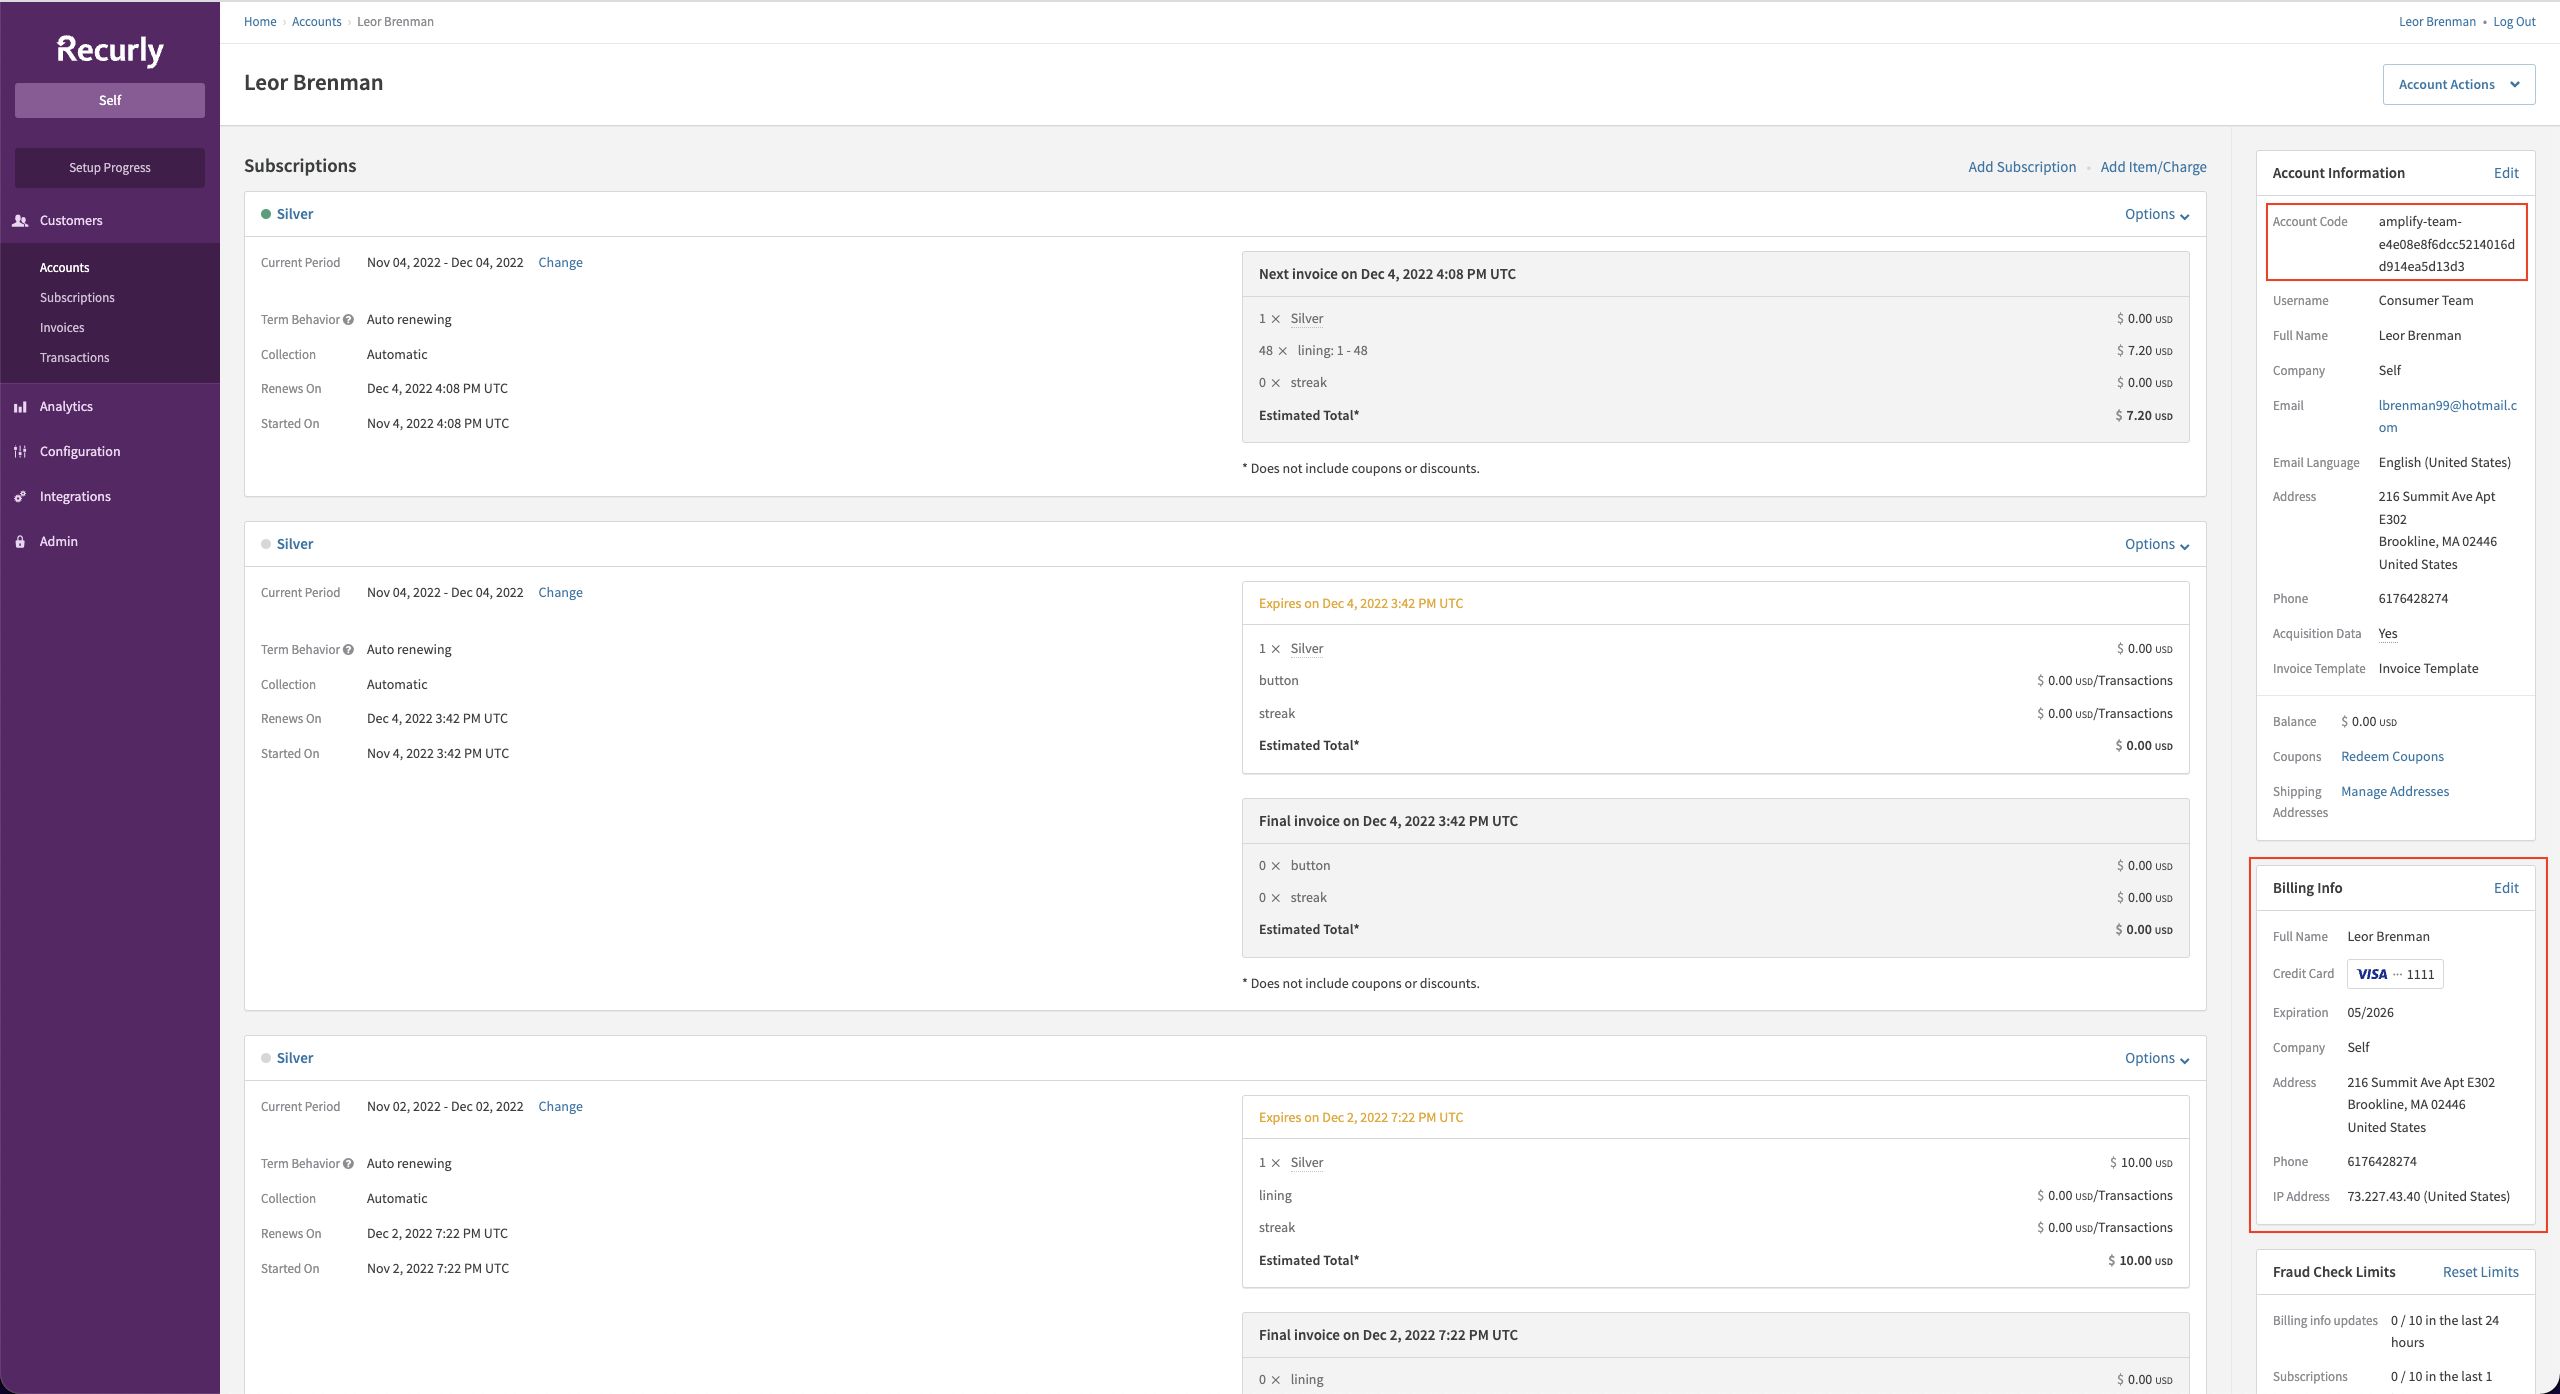 Recurly
Self
Setup Progress
Customers
Accounts
Subscriptions
Invoices
Transactions
Analytics
Configuration
Integrations
Admin
Home › Accounts › Leor Brenman
Leor Brenman • Log Out
Leor Brenman
Account Actions
Subscriptions
Add Subscription • Add Item/Charge
Silver
Options
Current Period Nov 04, 2022 - Dec 04, 2022 Change
Term Behavior ? Auto renewing
Collection Automatic
Renews On Dec 4, 2022 4:08 PM UTC
Started On Nov 4, 2022 4:08 PM UTC
Next invoice on Dec 4, 2022 4:08 PM UTC
1 × Silver $ 0.00 USD
48 × lining: 1 - 48 $ 7.20 USD
0 × streak $ 0.00 USD
Estimated Total* $ 7.20 USD
* Does not include coupons or discounts.
Silver
Options
Current Period Nov 04, 2022 - Dec 04, 2022 Change
Term Behavior ? Auto renewing
Collection Automatic
Renews On Dec 4, 2022 3:42 PM UTC
Started On Nov 4, 2022 3:42 PM UTC
Expires on Dec 4, 2022 3:42 PM UTC
1 × Silver $ 0.00 USD
button $ 0.00 USD/Transactions
streak $ 0.00 USD/Transactions
Estimated Total* $ 0.00 USD
Final invoice on Dec 4, 2022 3:42 PM UTC
0 × button $ 0.00 USD
0 × streak $ 0.00 USD
Estimated Total* $ 0.00 USD
* Does not include coupons or discounts.
Silver
Options
Current Period Nov 02, 2022 - Dec 02, 2022 Change
Term Behavior ? Auto renewing
Collection Automatic
Renews On Dec 2, 2022 7:22 PM UTC
Started On Nov 2, 2022 7:22 PM UTC
Expires on Dec 2, 2022 7:22 PM UTC
1 × Silver $ 10.00 USD
lining $ 0.00 USD/Transactions
streak $ 0.00 USD/Transactions
Estimated Total* $ 10.00 USD
Final invoice on Dec 2, 2022 7:22 PM UTC
0 × lining $ 0.00 USD
Account Information Edit
Account Code amplify-team-
e4e08e8f6dcc5214016d
d914ea5d13d3
Username Consumer Team
Full Name Leor Brenman
Company Self
Email lbrenman99@hotmail.c
om
Email Language English (United States)
Address 216 Summit Ave Apt
E302
Brookline, MA 02446
United States
Phone 6176428274
Acquisition Data Yes
Invoice Template Invoice Template
Balance $ 0.00 USD
Coupons Redeem Coupons
Shipping Manage Addresses
Addresses
Billing Info Edit
Full Name Leor Brenman
Credit Card VISA ··· 1111
Expiration 05/2026
Company Self
Address 216 Summit Ave Apt E302
Brookline, MA 02446
United States
Phone 6176428274
IP Address 73.227.43.40 (United States)
Fraud Check Limits Reset Limits
Billing info updates 0 / 10 in the last 24
hours
Subscriptions 0 / 10 in the last 1